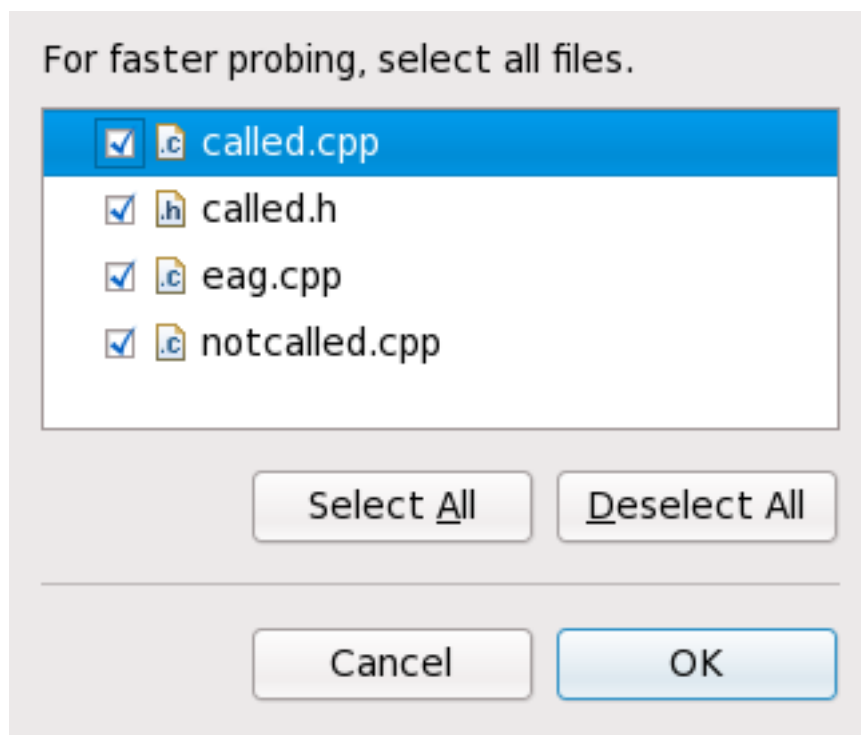 For faster probing, select all files.
.c called.cpp
.h called.h
.c eag.cpp
.c notcalled.cpp
Select All Deselect All
Cancel OK